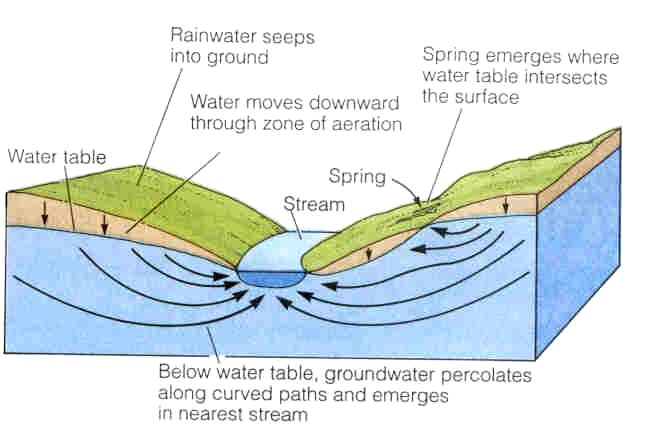 Rainwater seeps
into ground
Spring emerges where
water table intersects
the surface
Water moves downward
through zone of aeration
Water table
Spring
Stream
Below water table, groundwater percolates
along curved paths and emerges
in nearest stream